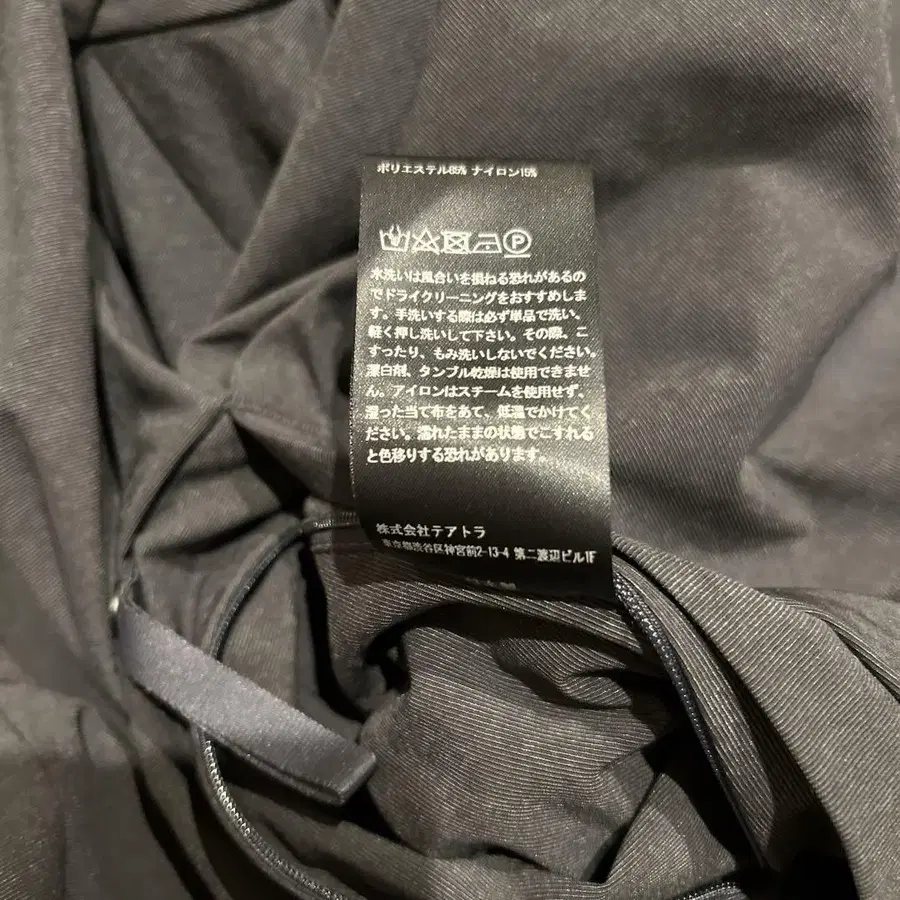 ポリエステル85% ナイロン15%
P
水洗いは風合いを損ねる恐れがあるの
でドライクリーニングをおすすめしま
す。手洗いする際は必ず単品で洗い、
軽く押し洗いして下さい。その際、こ
すったり、もみ洗いしないでください。
漂白剤、タンブル乾燥は使用できませ
ん。アイロンはスチームを使用せず、
湿った当て布をあて、低温でかけてく
ださい。濡れたままの状態でこすれる
と色移りする恐れがあります。
株式会社テアトラ
東京都渋谷区神宮前2-13-4 第二渡辺ビル1F